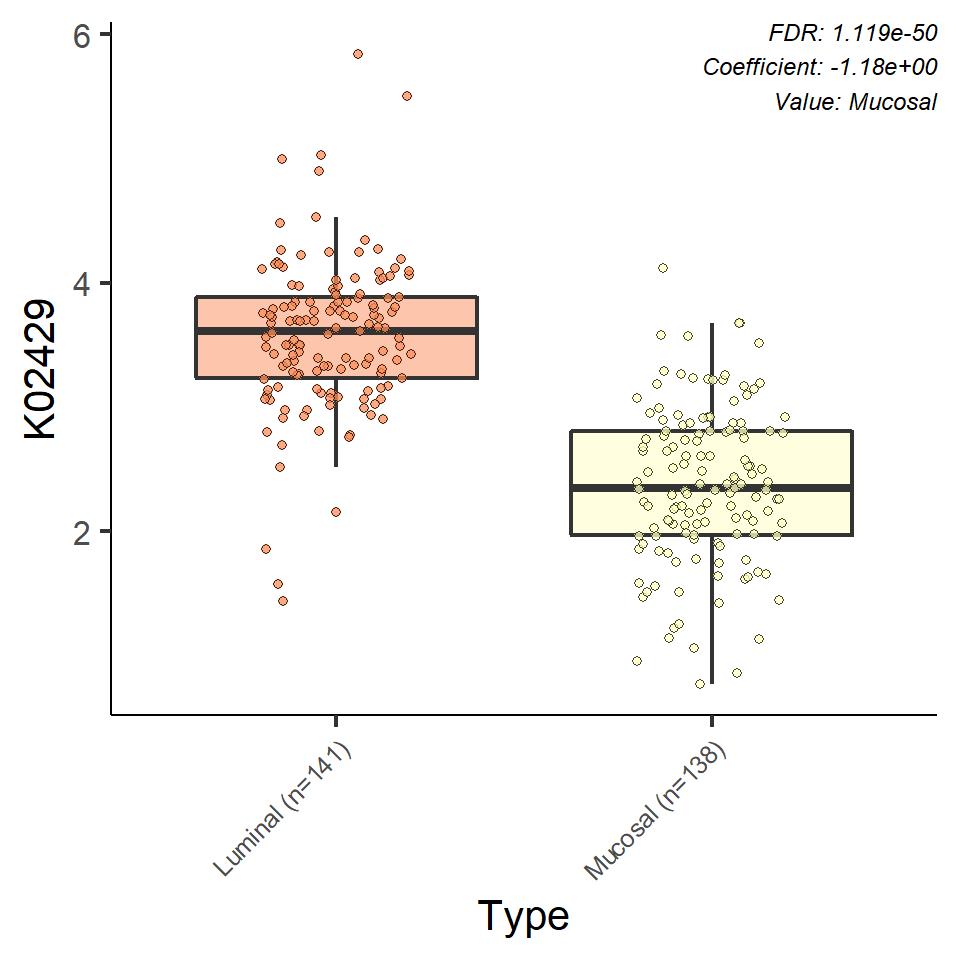 FDR: 1.119e-50
Coefficient: -1.18e+00
Value: Mucosal
6
4
2
K02429
Luminal (n=141)
Mucosal (n=138)
Type